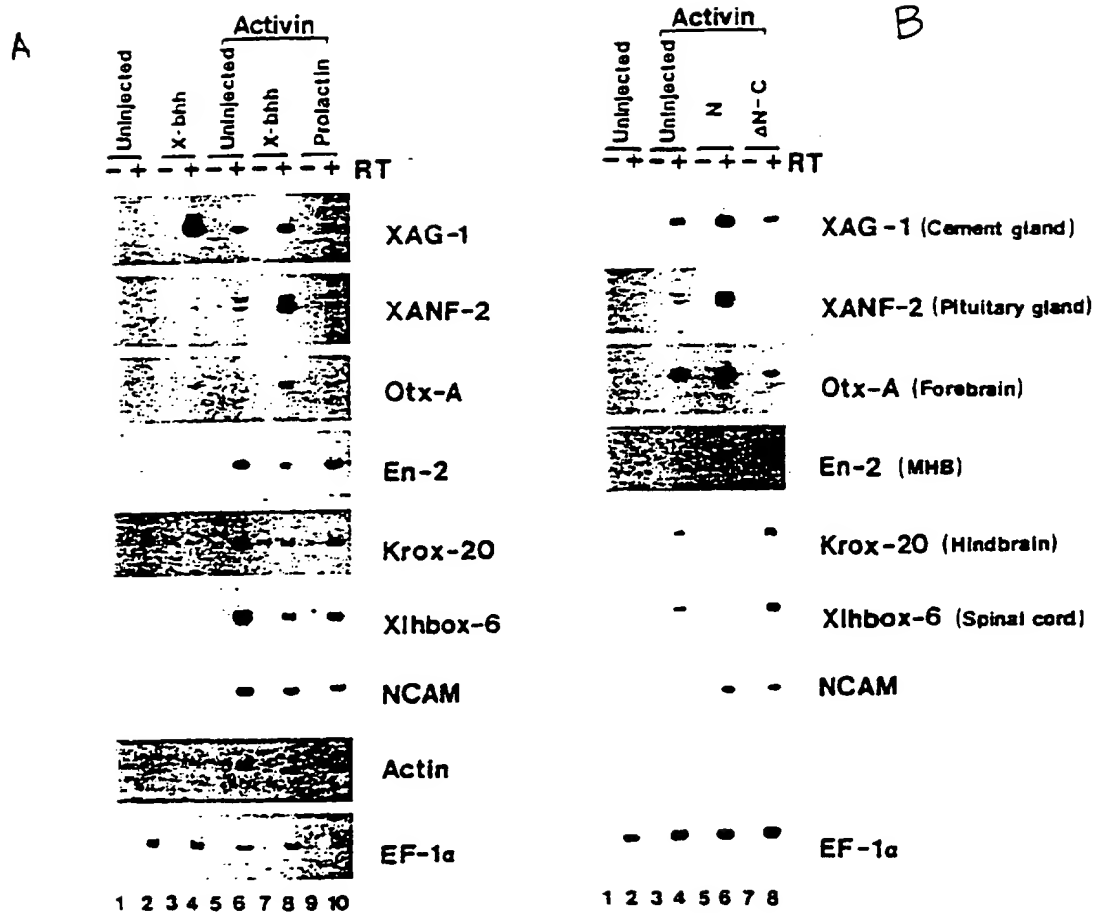 A
Activin
Uninjected
X-bhh
Uninjected
X-bhh
Prolactin
- + - + - + - + - + RT
XAG-1
XANF-2
Otx-A
En-2
Krox-20
Xlhbox-6
NCAM
Actin
EF-1α
1 2 3 4 5 6 7 8 9 10
B
Activin
Uninjected
Uninjected
N
ΔN-C
- + - + - + - + RT
XAG-1 (Cement gland)
XANF-2 (Pituitary gland)
Otx-A (Forebrain)
En-2 (MHB)
Krox-20 (Hindbrain)
Xlhbox-6 (Spinal cord)
NCAM
EF-1α
1 2 3 4 5 6 7 8